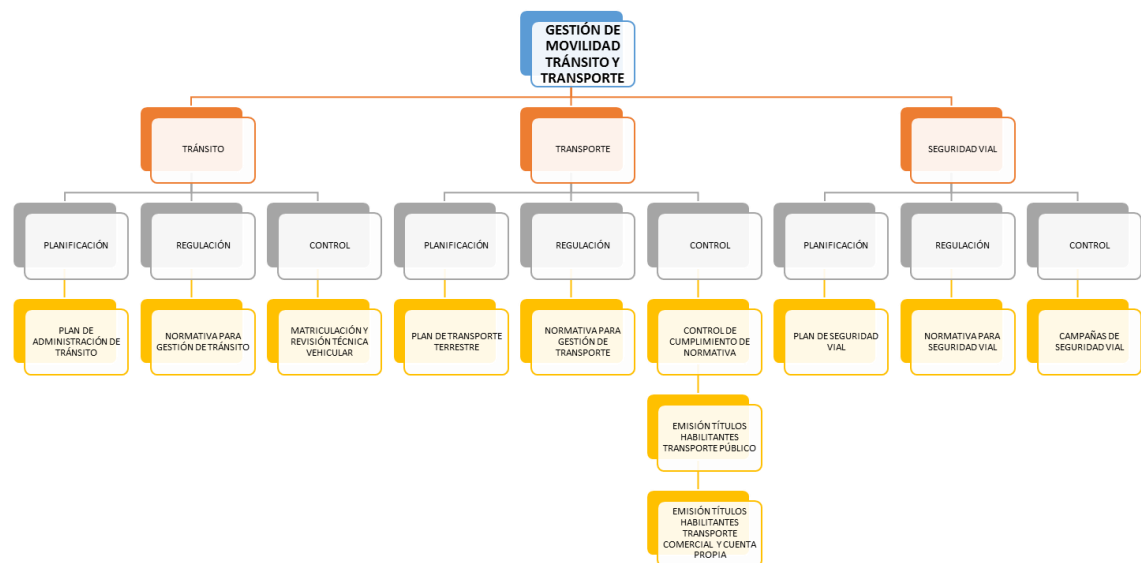 GESTIÓN DE
MOVILIDAD
TRÁNSITO Y
TRANSPORTE
TRÁNSITO
TRANSPORTE
SEGURIDAD VIAL
PLANIFICACIÓN
REGULACIÓN
CONTROL
PLANIFICACIÓN
REGULACIÓN
CONTROL
PLANIFICACIÓN
REGULACIÓN
CONTROL
PLAN DE
ADMINISTRACIÓN DE
TRÁNSITO
NORMATIVA PARA
GESTIÓN DE TRÁNSITO
MATRICULACIÓN Y
REVISIÓN TÉCNICA
VEHICULAR
PLAN DE TRANSPORTE
TERRESTRE
NORMATIVA PARA
GESTIÓN DE
TRANSPORTE
CONTROL DE
CUMPLIMIENTO DE
NORMATIVA
PLAN DE SEGURIDAD
VIAL
NORMATIVA PARA
SEGURIDAD VIAL
CAMPAÑAS DE
SEGURIDAD VIAL
EMISIÓN TÍTULOS
HABILITANTES
TRANSPORTE PÚBLICO
EMISIÓN TÍTULOS
HABILITANTES
TRANSPORTE
COMERCIAL Y CUENTA
PROPIA